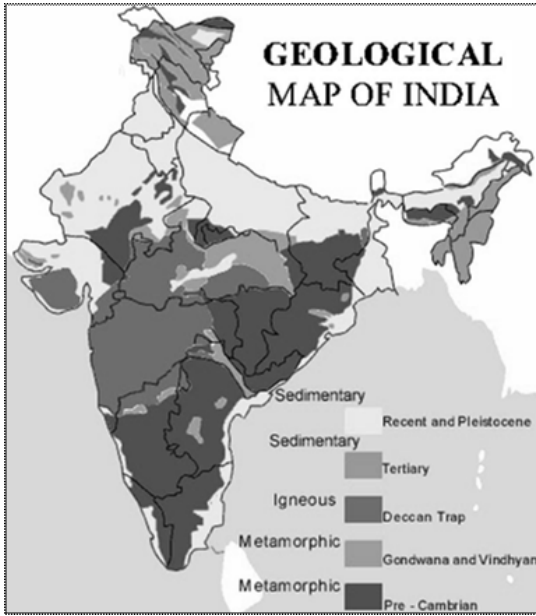 GEOLOGICAL
MAP OF INDIA
Sedimentary
Recent and Pleistocene
Sedimentary
Tertiary
Igneous
Deccan Trap
Metamorphic
Gondwana and Vindhyan
Metamorphic
Pre - Cambrian